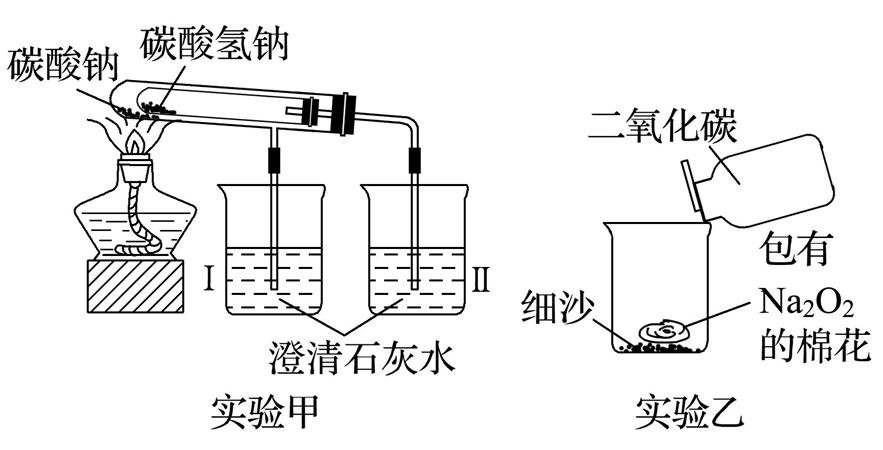 碳酸钠
碳酸氢钠
Ⅰ
Ⅱ
澄清石灰水
实验甲
二氧化碳
包有
Na₂O₂
的棉花
细沙
实验乙